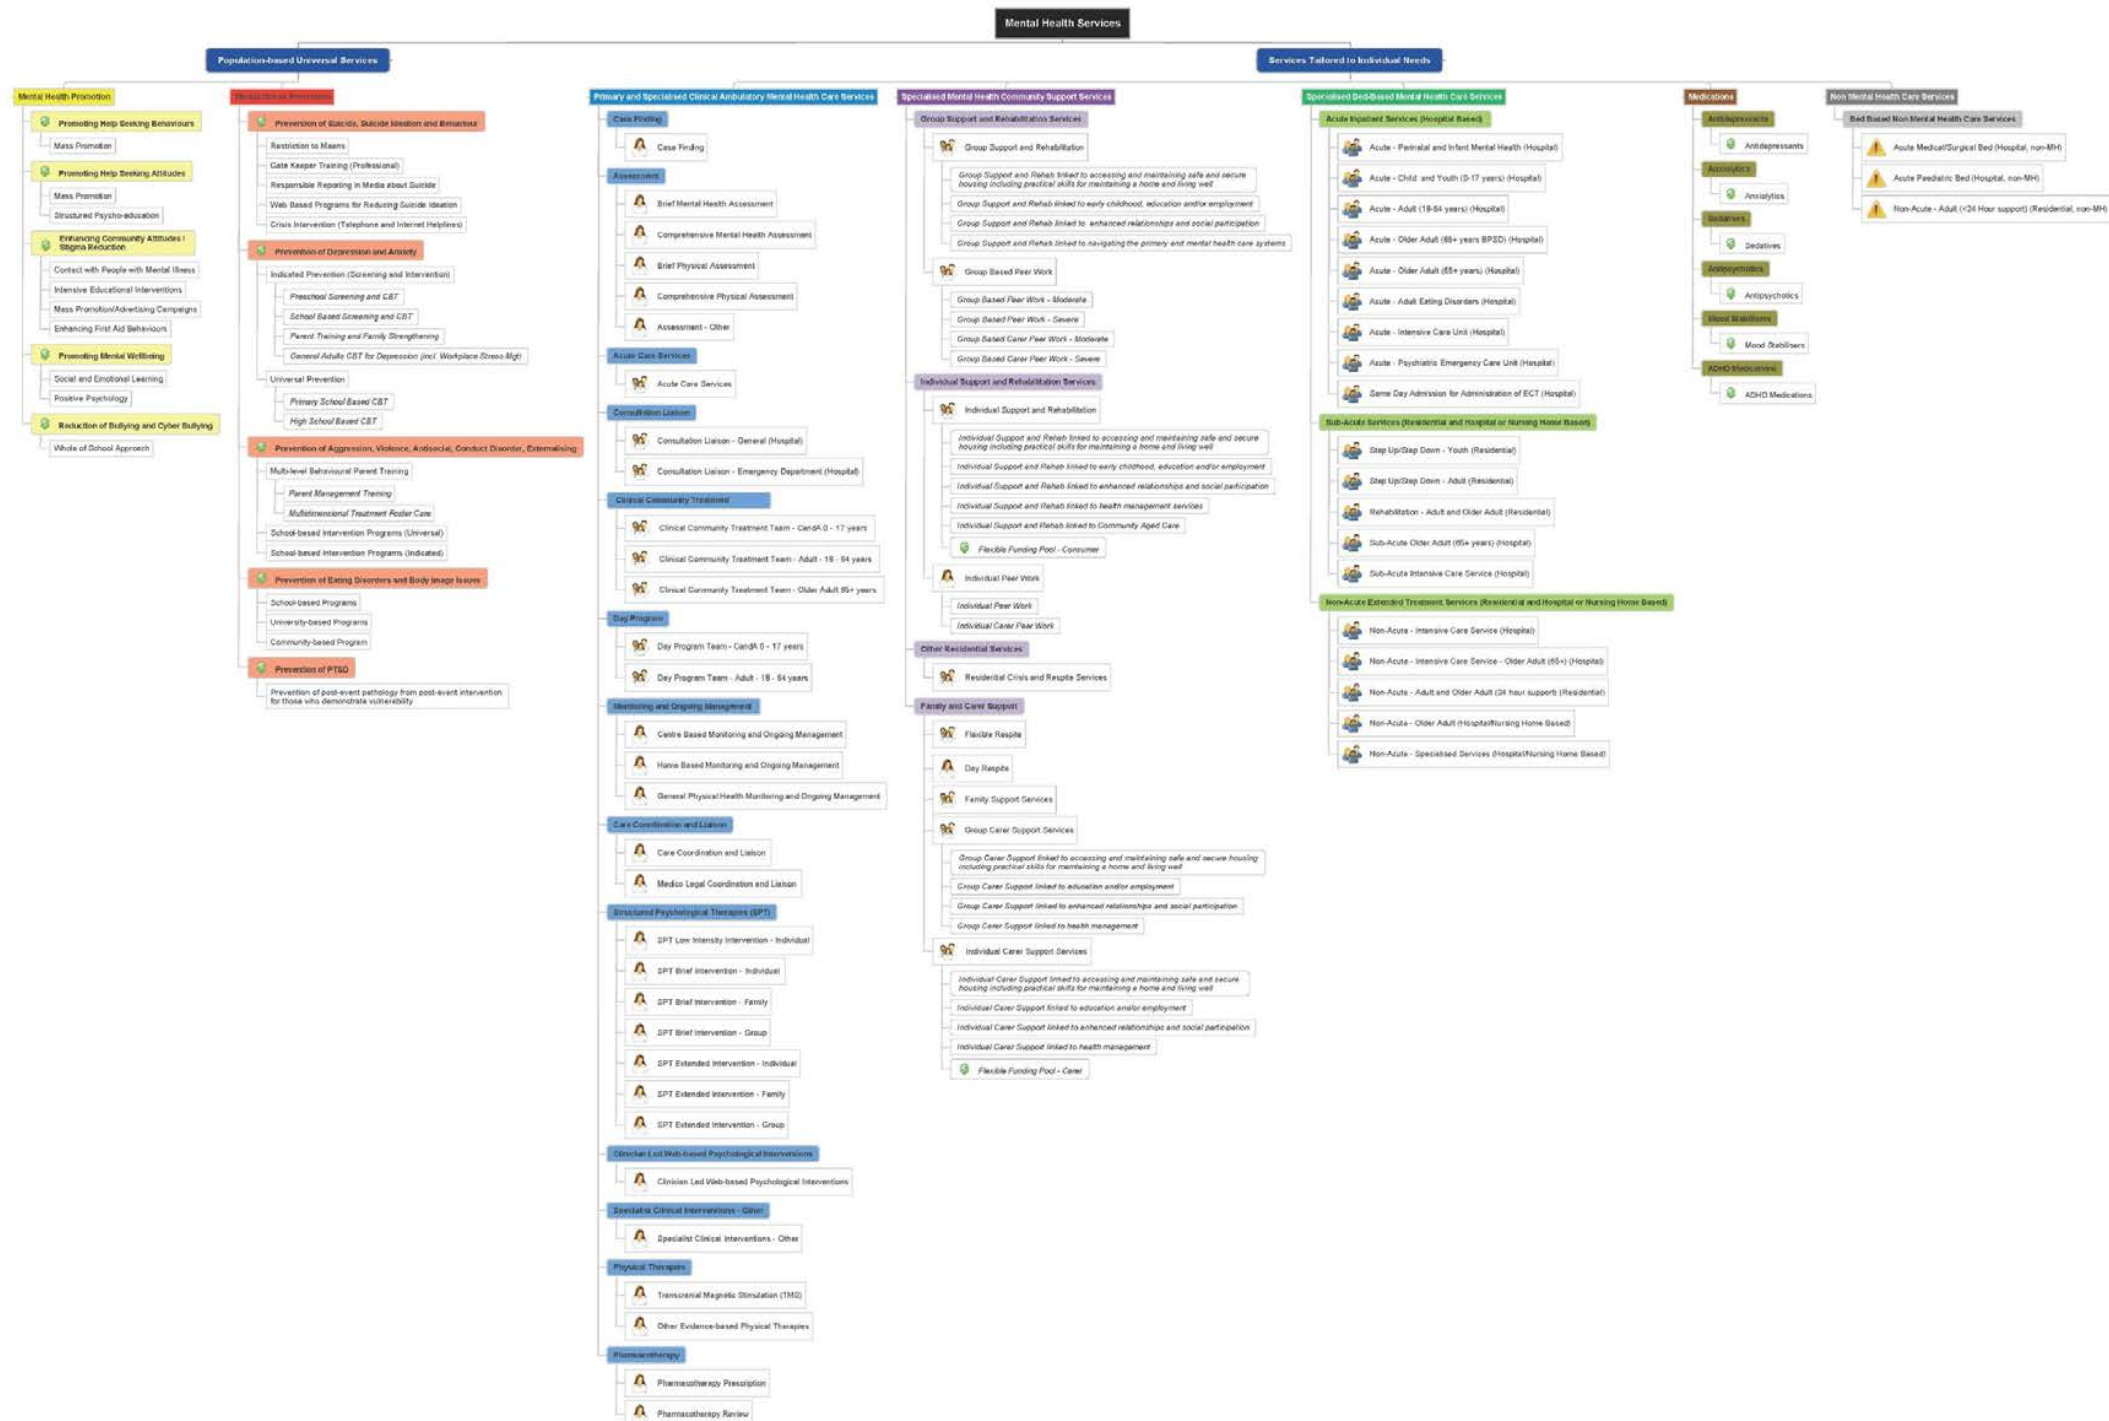 Mental Health Services
Population-based Universal Services
Services Tailored to Individual Needs
Mental Health Promotion
Promoting Help Seeking Behaviours
Mass Promotion
Promoting Help Seeking Attitudes
Mass Promotion
Structured Psycho-education
Enhancing Community Attitudes /
Stigma Reduction
Contact with People with Mental Illness
Intensive Educational Interventions
Mass Promotion/Advertising Campaigns
Enhancing First Aid Behaviours
Promoting Mental Wellbeing
Social and Emotional Learning
Positive Psychology
Reduction of Bullying and Cyber Bullying
Whole of School Approach
Prevention of Suicide, Suicide Ideation and Behaviour
Restriction to Means
Gate Keeper Training (Professional)
Responsible Reporting in Media about Suicide
Web Based Programs for Reducing Suicide Ideation
Crisis Intervention (Telephone and Internet Helplines)
Prevention of Depression and Anxiety
Indicated Prevention (Screening and Intervention)
Preschool Screening and CBT
School Based Screening and CBT
Parent Training and Family Strengthening
General Adults CBT for Depression (incl. Workplace Stress Mgt)
Universal Prevention
Primary School Based CBT
High School Based CBT
Prevention of Aggression, Violence, Antisocial, Conduct Disorder, Externalising
Multi-level Behavioural Parent Training
Parent Management Training
Multidimensional Treatment Foster Care
School-based Intervention Programs (Universal)
School-based Intervention Programs (Indicated)
Prevention of Eating Disorders and Body Image Issues
School-based Programs
University-based Programs
Community-based Program
Prevention of PTSD
Prevention of post-event pathology from post-event intervention
for those who demonstrate vulnerability
Primary and Specialised Clinical Ambulatory Mental Health Care Services
Case Finding
Case Finding
Assessment
Brief Mental Health Assessment
Comprehensive Mental Health Assessment
Brief Physical Assessment
Comprehensive Physical Assessment
Assessment - Other
Acute Care Services
Acute Care Services
Consultation Liaison
Consultation Liaison - General (Hospital)
Consultation Liaison - Emergency Department (Hospital)
Clinical Community Treatment
Clinical Community Treatment Team - CandA 0 - 17 years
Clinical Community Treatment Team - Adult - 18 - 64 years
Clinical Community Treatment Team - Older Adult 65+ years
Day Program
Day Program Team - CandA 0 - 17 years
Day Program Team - Adult - 18 - 64 years
Monitoring and Ongoing Management
Centre Based Monitoring and Ongoing Management
Home Based Monitoring and Ongoing Management
General Physical Health Monitoring and Ongoing Management
Care Coordination and Liaison
Care Coordination and Liaison
Medico Legal Coordination and Liaison
Structured Psychological Therapies (SPT)
SPT Low Intensity Intervention - Individual
SPT Brief Intervention - Individual
SPT Brief Intervention - Family
SPT Brief Intervention - Group
SPT Extended Intervention - Individual
SPT Extended Intervention - Family
SPT Extended Intervention - Group
Clinician Led Web-based Psychological Interventions
Clinician Led Web-based Psychological Interventions
Specialist Clinical Interventions - Other
Specialist Clinical Interventions - Other
Physical Therapies
Transcranial Magnetic Stimulation (TMS)
Other Evidence-based Physical Therapies
Pharmacotherapy
Pharmacotherapy Prescription
Pharmacotherapy Review
Specialised Mental Health Community Support Services
Group Support and Rehabilitation Services
Group Support and Rehabilitation
Group Support and Rehab linked to accessing and maintaining safe and secure
housing including practical skills for maintaining a home and living well
Group Support and Rehab linked to early childhood, education and/or employment
Group Support and Rehab linked to enhanced relationships and social participation
Group Support and Rehab linked to navigating the primary and mental health care systems
Group Based Peer Work
Group Based Peer Work - Moderate
Group Based Peer Work - Severe
Group Based Carer Peer Work - Moderate
Group Based Carer Peer Work - Severe
Individual Support and Rehabilitation Services
Individual Support and Rehabilitation
Individual Support and Rehab linked to accessing and maintaining safe and secure
housing including practical skills for maintaining a home and living well
Individual Support and Rehab linked to early childhood, education and/or employment
Individual Support and Rehab linked to enhanced relationships and social participation
Individual Support and Rehab linked to health management services
Individual Support and Rehab linked to Community Aged Care
Flexible Funding Pool - Consumer
Individual Peer Work
Individual Peer Work
Individual Carer Peer Work
Other Residential Services
Residential Crisis and Respite Services
Family and Carer Support
Flexible Respite
Day Respite
Family Support Services
Group Carer Support Services
Group Carer Support linked to accessing and maintaining safe and secure housing
including practical skills for maintaining a home and living well
Group Carer Support linked to education and/or employment
Group Carer Support linked to enhanced relationships and social participation
Group Carer Support linked to health management
Individual Carer Support Services
Individual Carer Support linked to accessing and maintaining safe and secure
housing including practical skills for maintaining a home and living well
Individual Carer Support linked to education and/or employment
Individual Carer Support linked to enhanced relationships and social participation
Individual Carer Support linked to health management
Flexible Funding Pool - Carer
Specialised Bed-Based Mental Health Care Services
Acute Inpatient Services (Hospital Based)
Acute - Perinatal and Infant Mental Health (Hospital)
Acute - Child and Youth (0-17 years) (Hospital)
Acute - Adult (18-64 years) (Hospital)
Acute - Older Adult (65+ years BPSD) (Hospital)
Acute - Older Adult (65+ years) (Hospital)
Acute - Adult Eating Disorders (Hospital)
Acute - Intensive Care Unit (Hospital)
Acute - Psychiatric Emergency Care Unit (Hospital)
Same Day Admission for Administration of ECT (Hospital)
Sub-Acute Services (Residential and Hospital or Nursing Home Based)
Step Up/Step Down - Youth (Residential)
Step Up/Step Down - Adult (Residential)
Rehabilitation - Adult and Older Adult (Residential)
Sub-Acute Older Adult (65+ years) (Hospital)
Sub-Acute Intensive Care Service (Hospital)
Non-Acute Extended Treatment Services (Residential and Hospital or Nursing Home Based)
Non-Acute - Intensive Care Service (Hospital)
Non-Acute - Intensive Care Service - Older Adult (65+) (Hospital)
Non-Acute - Adult and Older Adult (24 hour support) (Residential)
Non-Acute - Older Adult (Hospital/Nursing Home Based)
Non-Acute - Specialised Services (Hospital/Nursing Home Based)
Medications
Antidepressants
Antidepressants
Anxiolytics
Anxiolytics
Sedatives
Sedatives
Antipsychotics
Antipsychotics
Mood Stabilisers
Mood Stabilisers
ADHD Medications
ADHD Medications
Non Mental Health Care Services
Bed Based Non Mental Health Care Services
Acute Medical/Surgical Bed (Hospital, non-MH)
Acute Paediatric Bed (Hospital, non-MH)
Non-Acute - Adult (<24 Hour support) (Residential, non-MH)